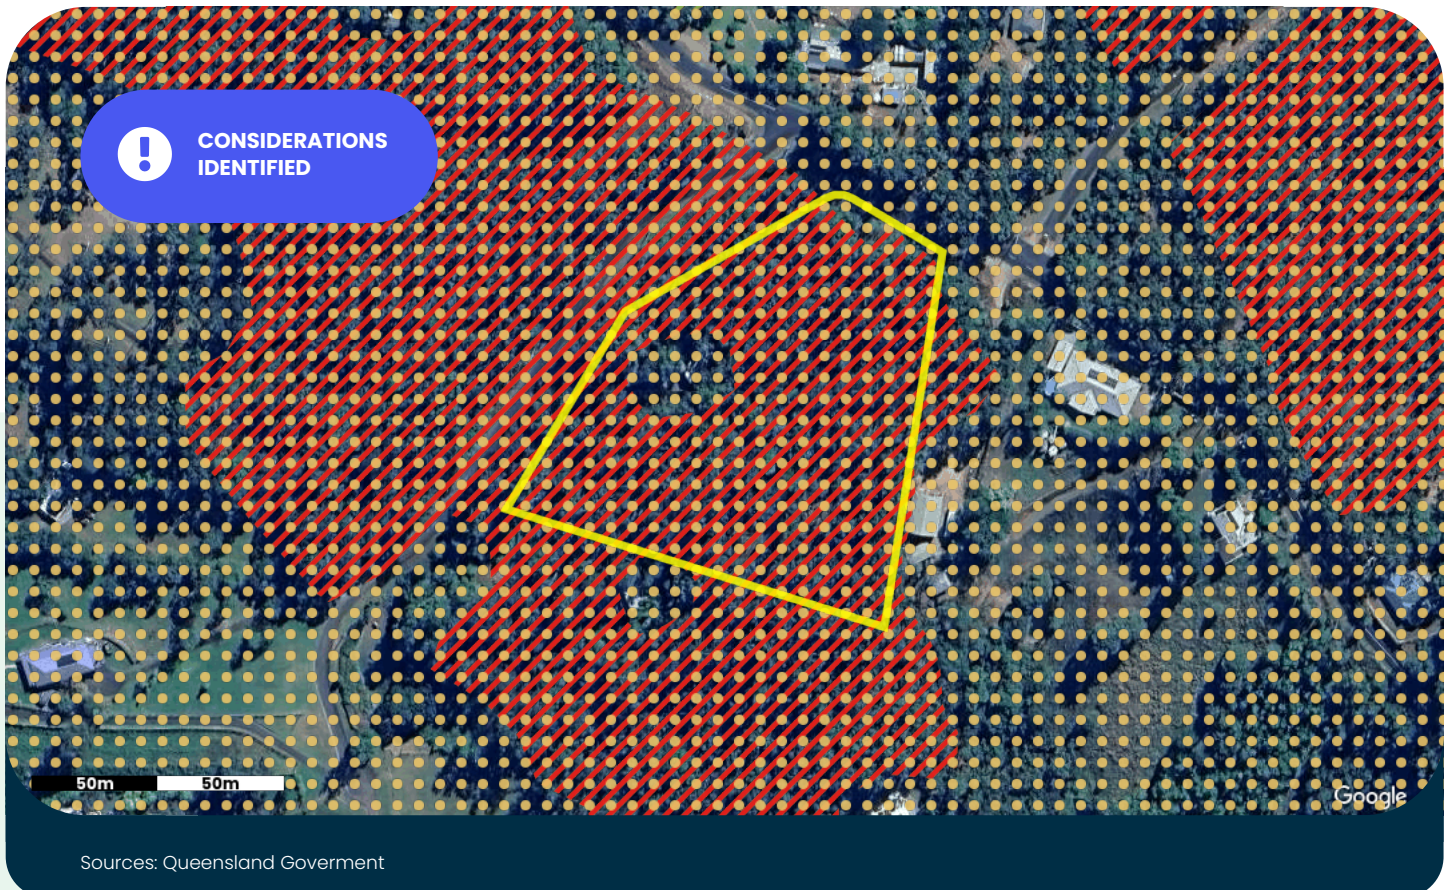 CONSIDERATIONS
IDENTIFIED
50m 50m
Google
Sources: Queensland Goverment